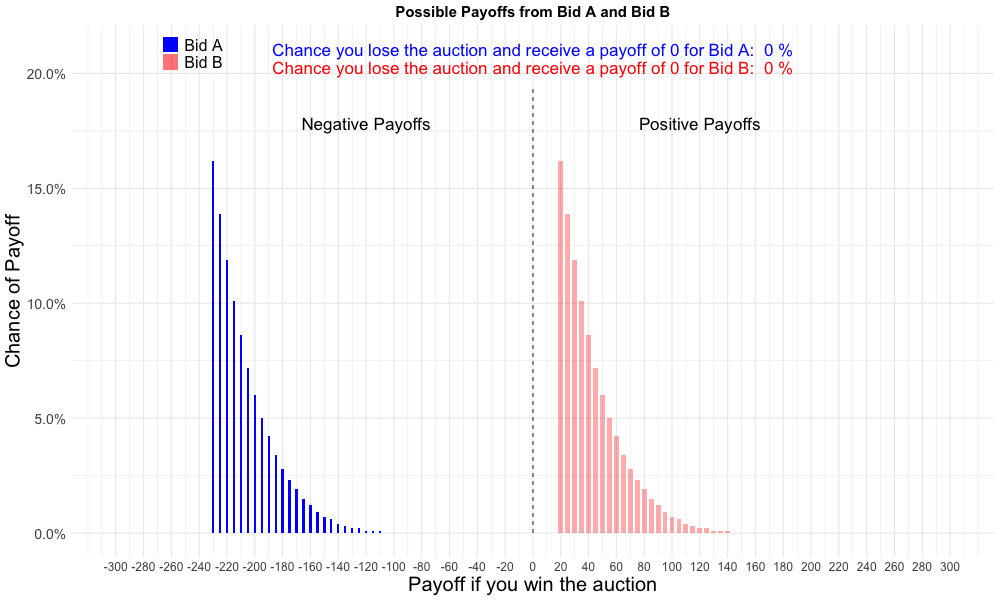 Possible Payoffs from Bid A and Bid B
Bid A
Bid B
Chance you lose the auction and receive a payoff of 0 for Bid A:  0 %
Chance you lose the auction and receive a payoff of 0 for Bid B:  0 %
Negative Payoffs
Positive Payoffs
Chance of Payoff
20.0%
15.0%
10.0%
5.0%
0.0%
-300 -280 -260 -240 -220 -200 -180 -160 -140 -120 -100 -80 -60 -40 -20 0 20 40 60 80 100 120 140 160 180 200 220 240 260 280 300
Payoff if you win the auction